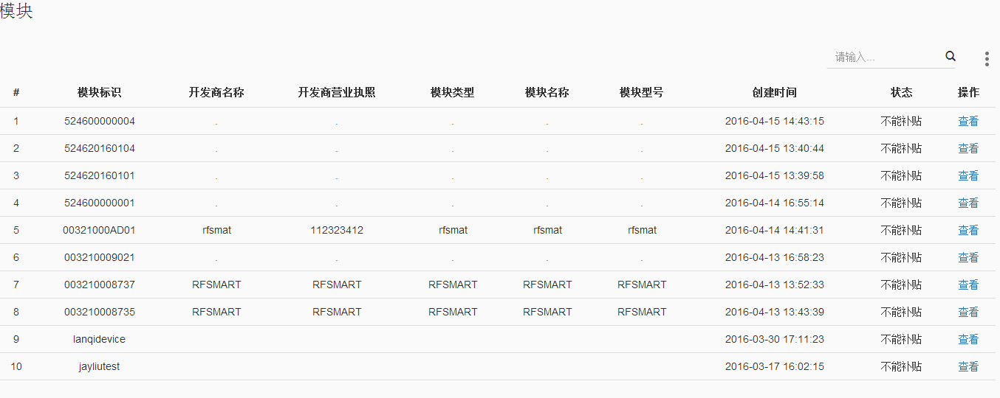 模块
请输入...
# 模块标识 开发商名称 开发商营业执照 模块类型 模块名称 模块型号 创建时间 状态 操作
1 524600000004 . . . . . 2016-04-15 14:43:15 不能补贴 查看
2 524620160104 . . . . . 2016-04-15 13:40:44 不能补贴 查看
3 524620160101 . . . . . 2016-04-15 13:39:58 不能补贴 查看
4 524600000001 . . . . . 2016-04-14 16:55:14 不能补贴 查看
5 00321000AD01 rfsmat 112323412 rfsmat rfsmat rfsmat 2016-04-14 14:41:31 不能补贴 查看
6 003210009021 . . . . . 2016-04-13 16:58:23 不能补贴 查看
7 003210008737 RFSMART RFSMART RFSMART RFSMART RFSMART 2016-04-13 13:52:33 不能补贴 查看
8 003210008735 RFSMART RFSMART RFSMART RFSMART RFSMART 2016-04-13 13:43:39 不能补贴 查看
9 lanqidevice 2016-03-30 17:11:23 不能补贴 查看
10 jayliutest 2016-03-17 16:02:15 不能补贴 查看